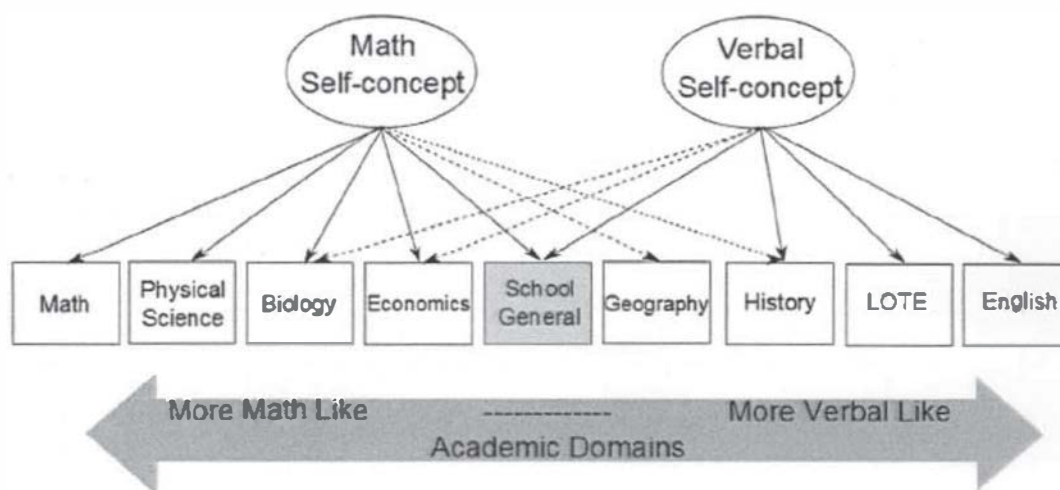 Math
Self-concept
Verbal
Self-concept
Math
Physical
Science
Biology
Economics
School
General
Geography
History
LOTE
English
More Math Like
-------------
More Verbal Like
Academic Domains